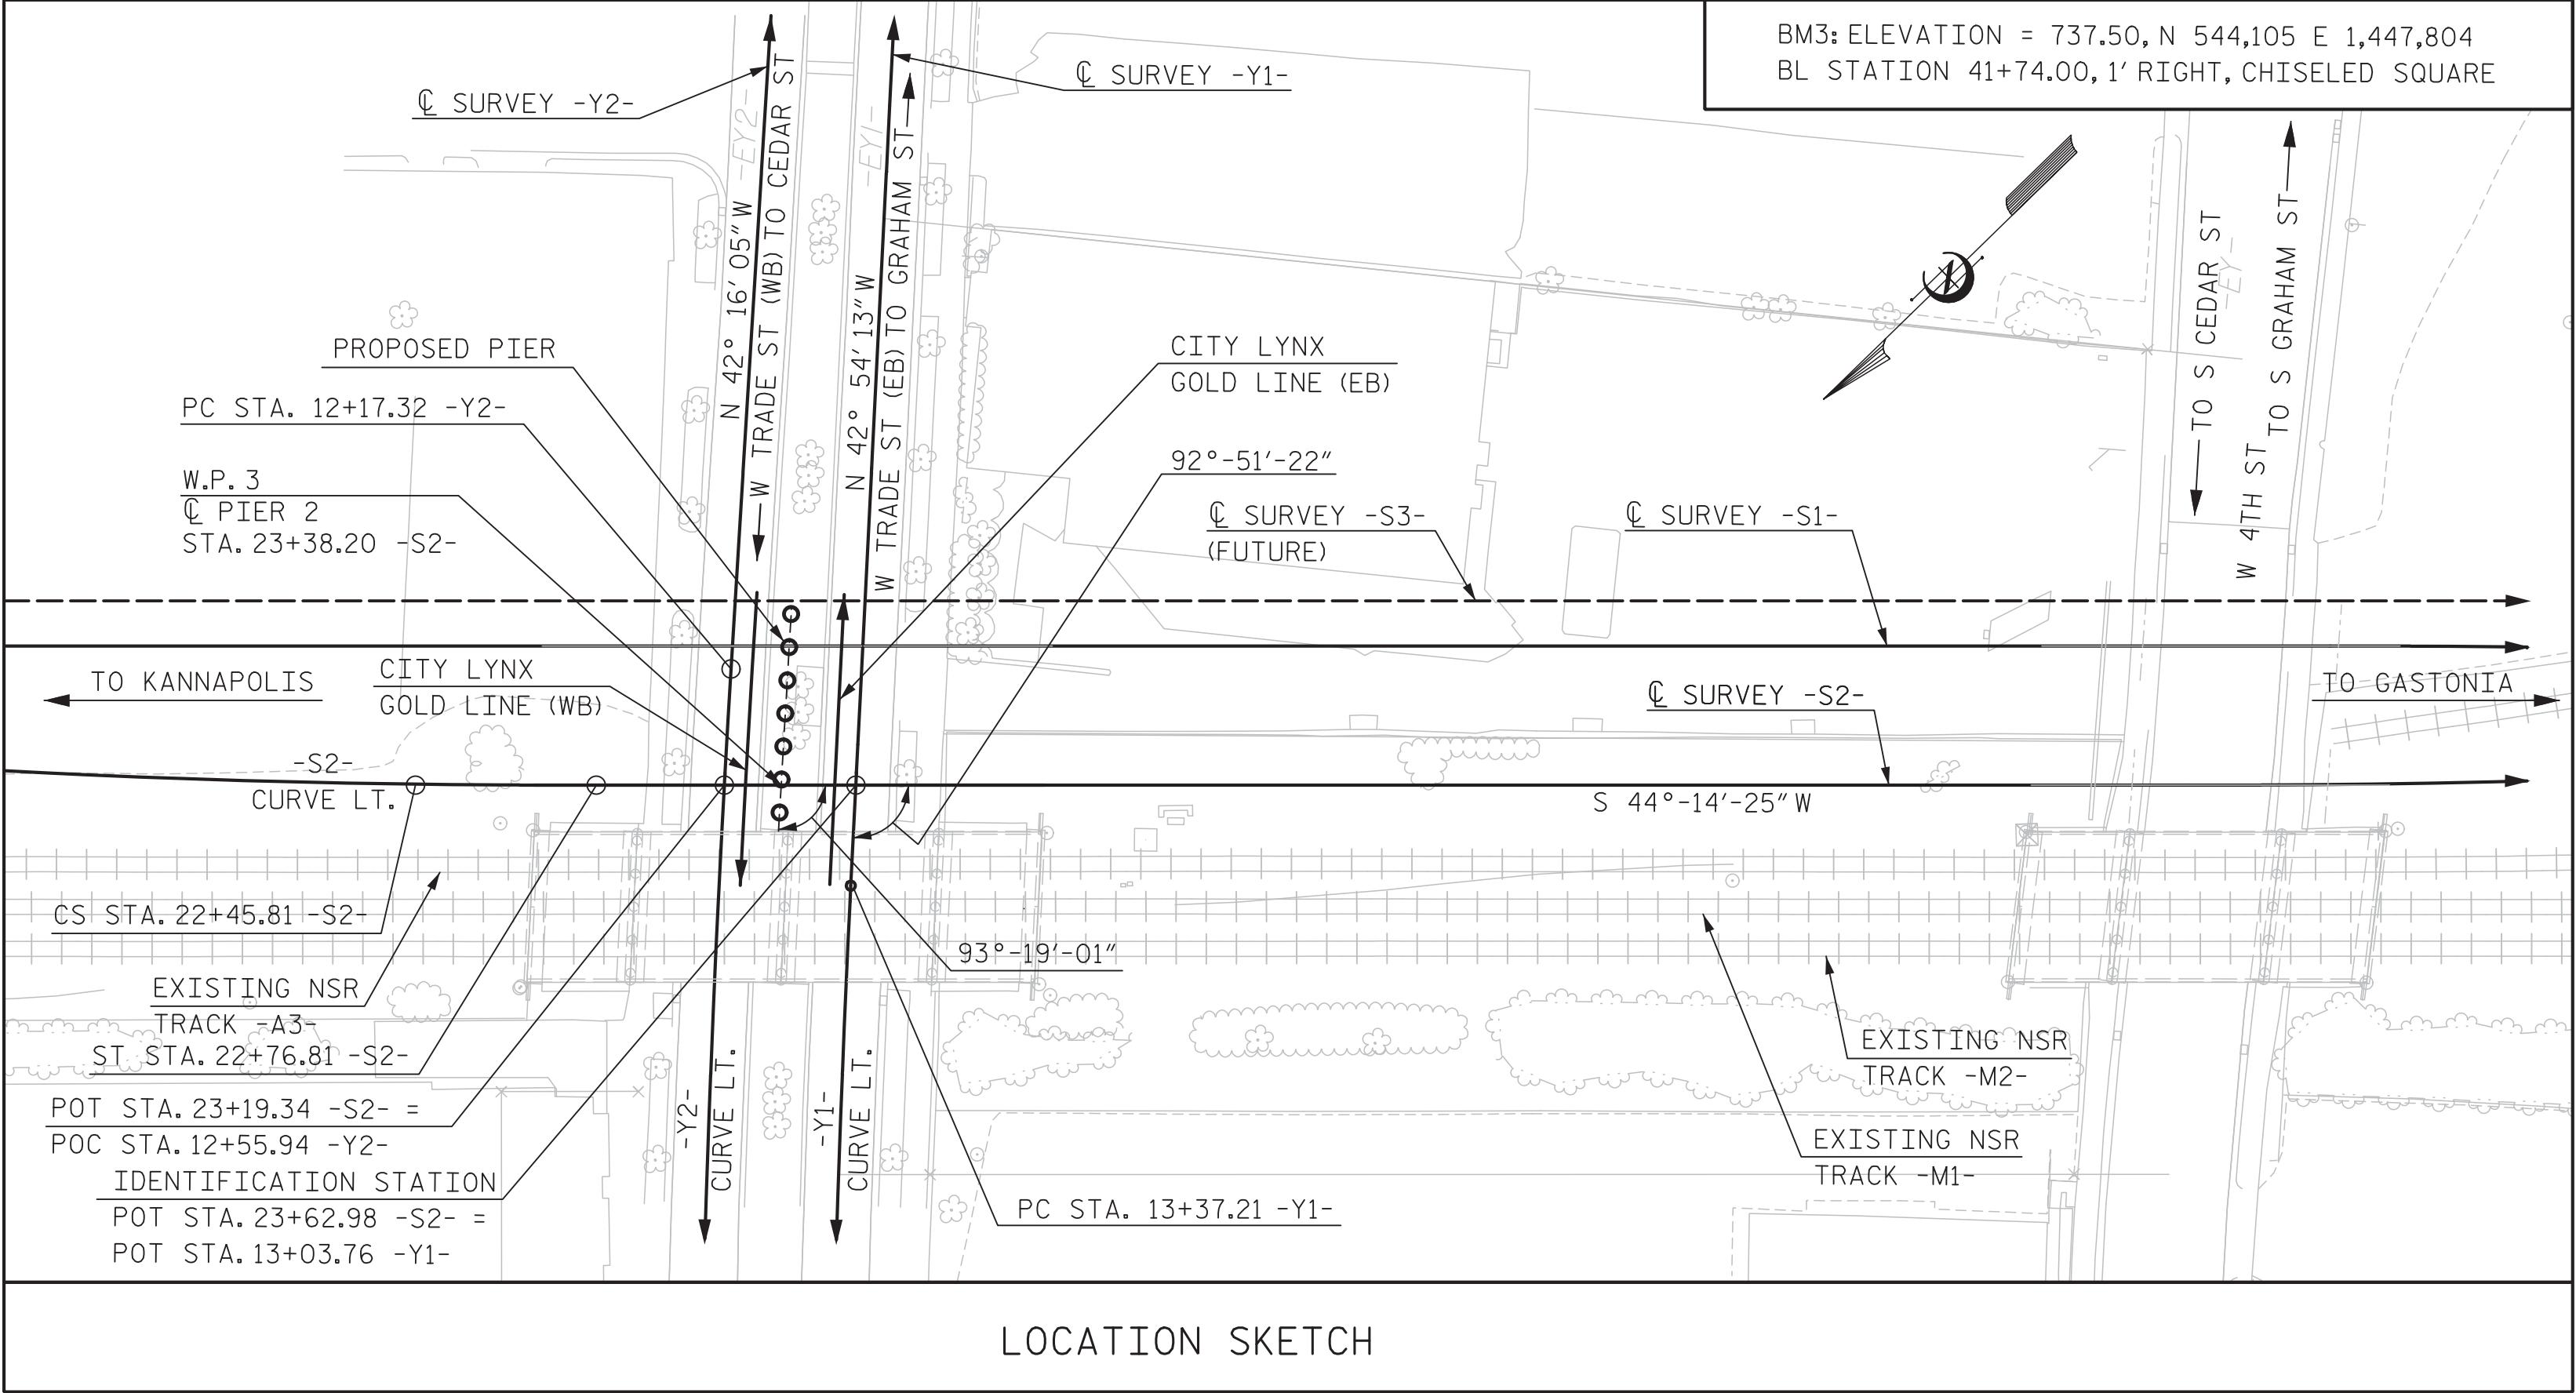 BM3: ELEVATION = 737.50, N 544,105 E 1,447,804
BL STATION 41+74.00, 1' RIGHT, CHISELED SQUARE
℄ SURVEY -Y2-
℄ SURVEY -Y1-
-EY2-
-EY1-
N 42° 16' 05" W
W TRADE ST (WB) TO CEDAR ST
N 42° 54' 13" W
W TRADE ST (EB) TO GRAHAM ST
TO S CEDAR ST
-EY-
TO S GRAHAM ST
W 4TH ST
PROPOSED PIER
CITY LYNX
GOLD LINE (EB)
PC STA. 12+17.32 -Y2-
92°-51'-22"
W.P. 3
℄ PIER 2
STA. 23+38.20 -S2-
℄ SURVEY -S3-
(FUTURE)
℄ SURVEY -S1-
TO KANNAPOLIS
CITY LYNX
GOLD LINE (WB)
℄ SURVEY -S2-
TO GASTONIA
-S2-
CURVE LT.
S 44°-14'-25" W
CS STA. 22+45.81 -S2-
93°-19'-01"
EXISTING NSR
TRACK -A3-
ST STA. 22+76.81 -S2-
EXISTING NSR
TRACK -M2-
POT STA. 23+19.34 -S2- =
POC STA. 12+55.94 -Y2-
-Y2-
CURVE LT.
-Y1-
CURVE LT.
EXISTING NSR
TRACK -M1-
IDENTIFICATION STATION
POT STA. 23+62.98 -S2- =
POT STA. 13+03.76 -Y1-
PC STA. 13+37.21 -Y1-
LOCATION SKETCH